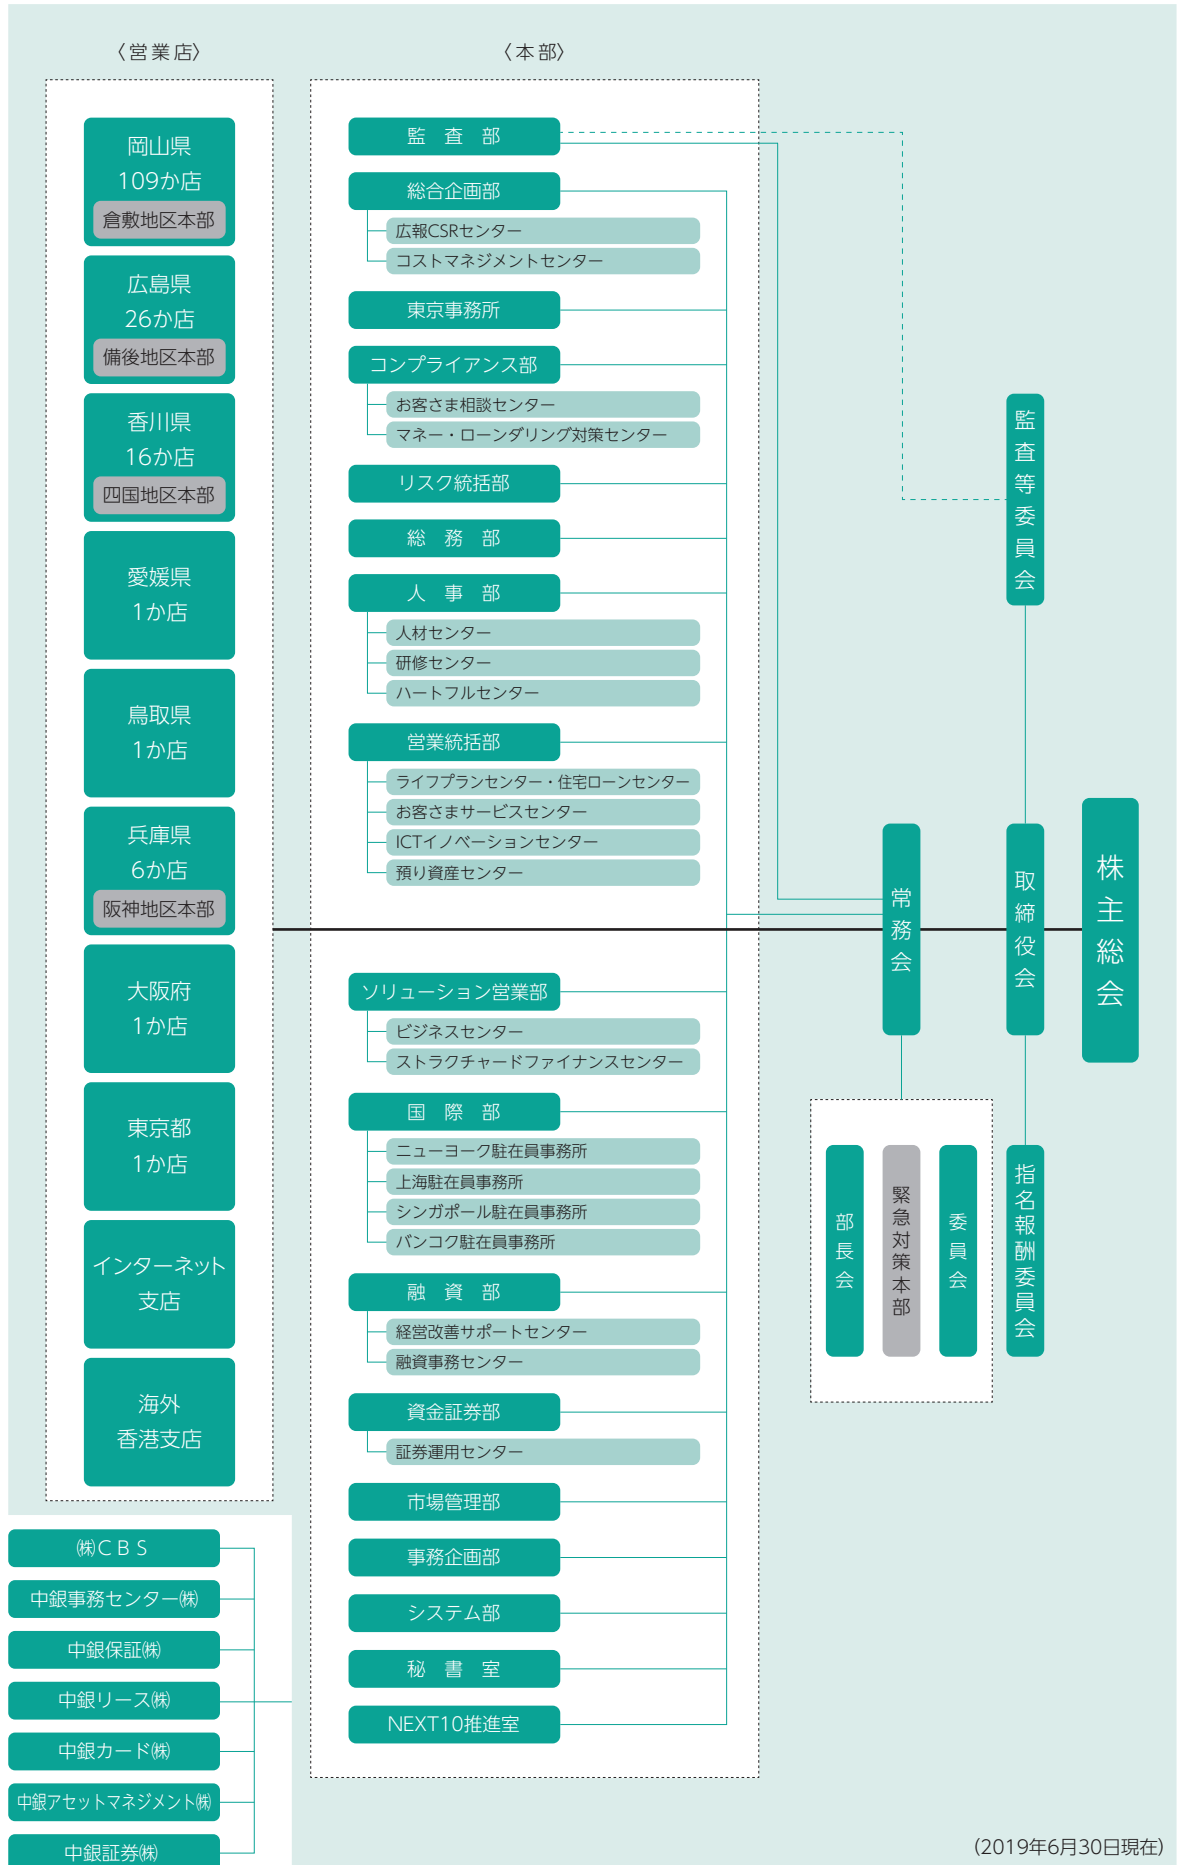 〈営業店〉
岡山県
109か店
倉敷地区本部
広島県
26か店
備後地区本部
香川県
16か店
四国地区本部
愛媛県
1か店
鳥取県
1か店
兵庫県
6か店
阪神地区本部
大阪府
1か店
東京都
1か店
インターネット
支店
海外
香港支店
〈本部〉
監査部
総合企画部
広報CSRセンター
コストマネジメントセンター
東京事務所
コンプライアンス部
お客さま相談センター
マネー・ローンダリング対策センター
リスク統括部
総務部
人事部
人材センター
研修センター
ハートフルセンター
営業統括部
ライフプランセンター・住宅ローンセンター
お客さまサービスセンター
ICTイノベーションセンター
預り資産センター
ソリューション営業部
ビジネスセンター
ストラクチャードファイナンスセンター
国際部
ニューヨーク駐在員事務所
上海駐在員事務所
シンガポール駐在員事務所
バンコク駐在員事務所
融資部
経営改善サポートセンター
融資事務センター
資金証券部
証券運用センター
市場管理部
事務企画部
システム部
秘書室
NEXT10推進室
監査等委員会
常務会
取締役会
株主総会
部長会
緊急対策本部
委員会
指名報酬委員会
㈱CBS
中銀事務センター㈱
中銀保証㈱
中銀リース㈱
中銀カード㈱
中銀アセットマネジメント㈱
中銀証券㈱
(2019年6月30日現在)